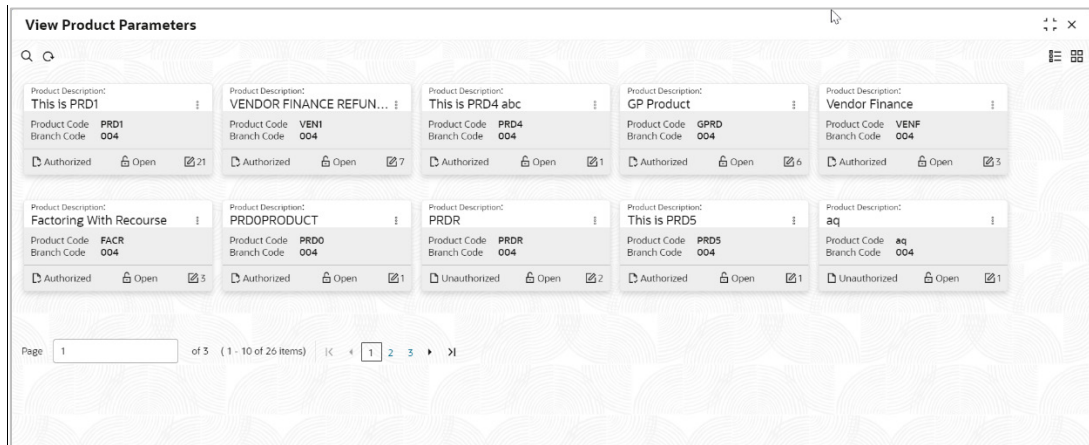 View Product Parameters
Product Description:
This is PRD1
Product Code PRD1
Branch Code 004
Authorized Open 21
Product Description:
VENDOR FINANCE REFUN...
Product Code VEN1
Branch Code 004
Authorized Open 7
Product Description:
This is PRD4 abc
Product Code PRD4
Branch Code 004
Authorized Open 1
Product Description:
GP Product
Product Code GPRD
Branch Code 004
Authorized Open 6
Product Description:
Vendor Finance
Product Code VENF
Branch Code 004
Authorized Open 3
Product Description:
Factoring With Recourse
Product Code FACR
Branch Code 004
Authorized Open 3
Product Description:
PRD0PRODUCT
Product Code PRD0
Branch Code 004
Authorized Open 1
Product Description:
PRDR
Product Code PRDR
Branch Code 004
Unauthorized Open 2
Product Description:
This is PRD5
Product Code PRD5
Branch Code 004
Authorized Open 1
Product Description:
aq
Product Code aq
Branch Code 004
Unauthorized Open 1
Page 1 of 3 (1 - 10 of 26 items) 1 2 3